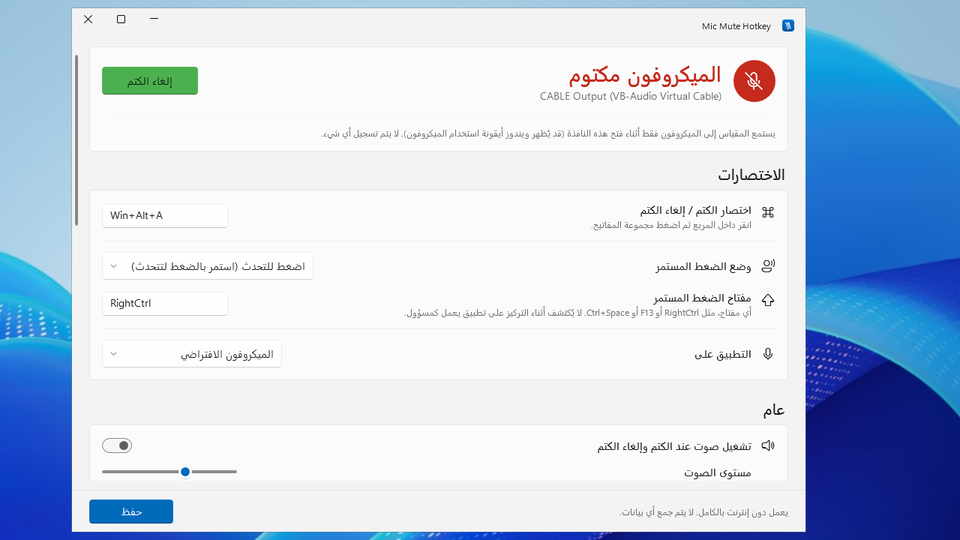 Mic Mute Hotkey
الميكروفون مكتوم
CABLE Output (VB-Audio Virtual Cable)
إلغاء الكتم
يستمع المقياس إلى الميكروفون فقط أثناء فتح هذه النافذة (قد يُظهر ويندوز أيقونة استخدام الميكروفون). لا يتم تسجيل أي شيء.
الاختصارات
اختصار الكتم / إلغاء الكتم
انقر داخل المربع ثم اضغط مجموعة المفاتيح.
Win+Alt+A
وضع الضغط المستمر
اضغط للتحدث (استمر بالضغط لتتحدث)
مفتاح الضغط المستمر
أي مفتاح، مثل RightCtrl أو F13 أو Ctrl+Space. لا يُكتشف أثناء التركيز على تطبيق يعمل كمسؤول.
RightCtrl
التطبيق على
الميكروفون الافتراضي
عام
تشغيل صوت عند الكتم وإلغاء الكتم
مستوى الصوت
يعمل دون إنترنت بالكامل. لا يتم جمع أي بيانات.
حفظ